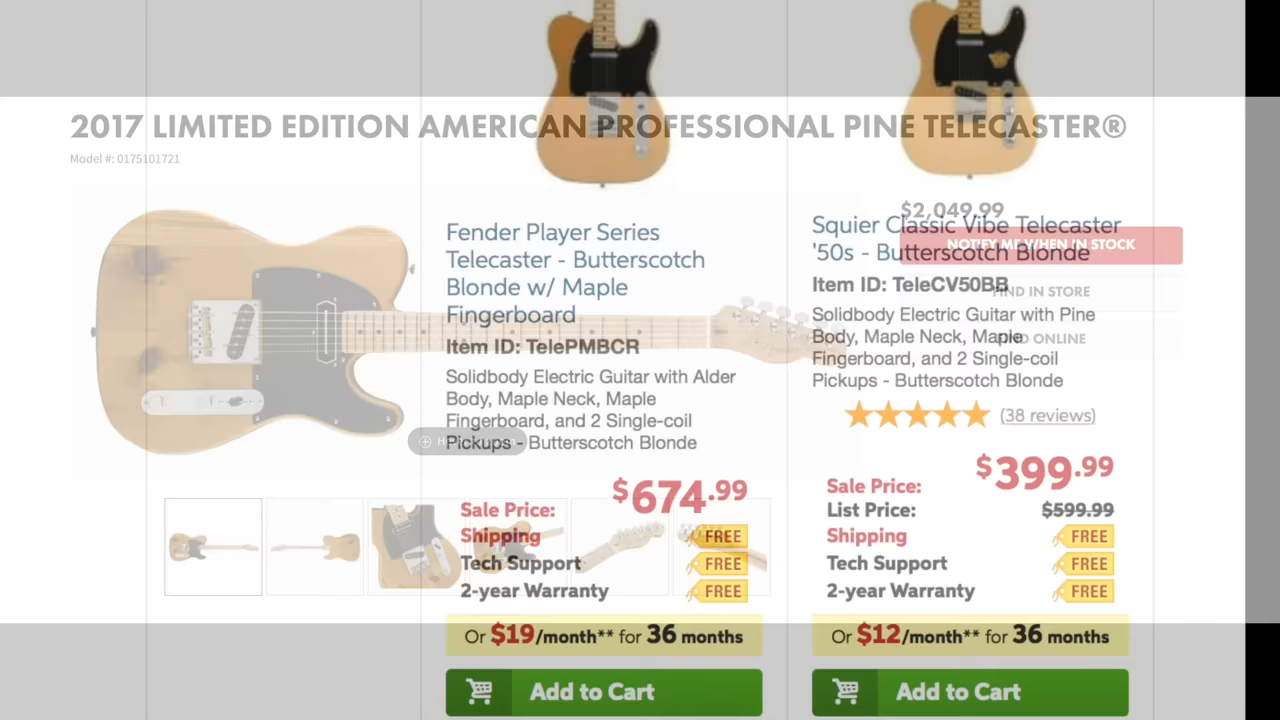 2017 LIMITED EDITION AMERICAN PROFESSIONAL PINE TELECASTER®
Model #: 0175101721
$2,049.99
NOTIFY ME WHEN IN STOCK
FIND IN STORE
FIND ONLINE
Fender Player Series
Telecaster - Butterscotch
Blonde w/ Maple
Fingerboard
Item ID: TelePMBCR
Solidbody Electric Guitar with Alder
Body, Maple Neck, Maple
Fingerboard, and 2 Single-coil
Pickups - Butterscotch Blonde
$674.99
Sale Price:
Shipping FREE
Tech Support FREE
2-year Warranty FREE
Or $19/month** for 36 months
Add to Cart
Squier Classic Vibe Telecaster
'50s - Butterscotch Blonde
Item ID: TeleCV50BB
Solidbody Electric Guitar with Pine
Body, Maple Neck, Maple
Fingerboard, and 2 Single-coil
Pickups - Butterscotch Blonde
(38 reviews)
$399.99
Sale Price:
List Price: $599.99
Shipping FREE
Tech Support FREE
2-year Warranty FREE
Or $12/month** for 36 months
Add to Cart